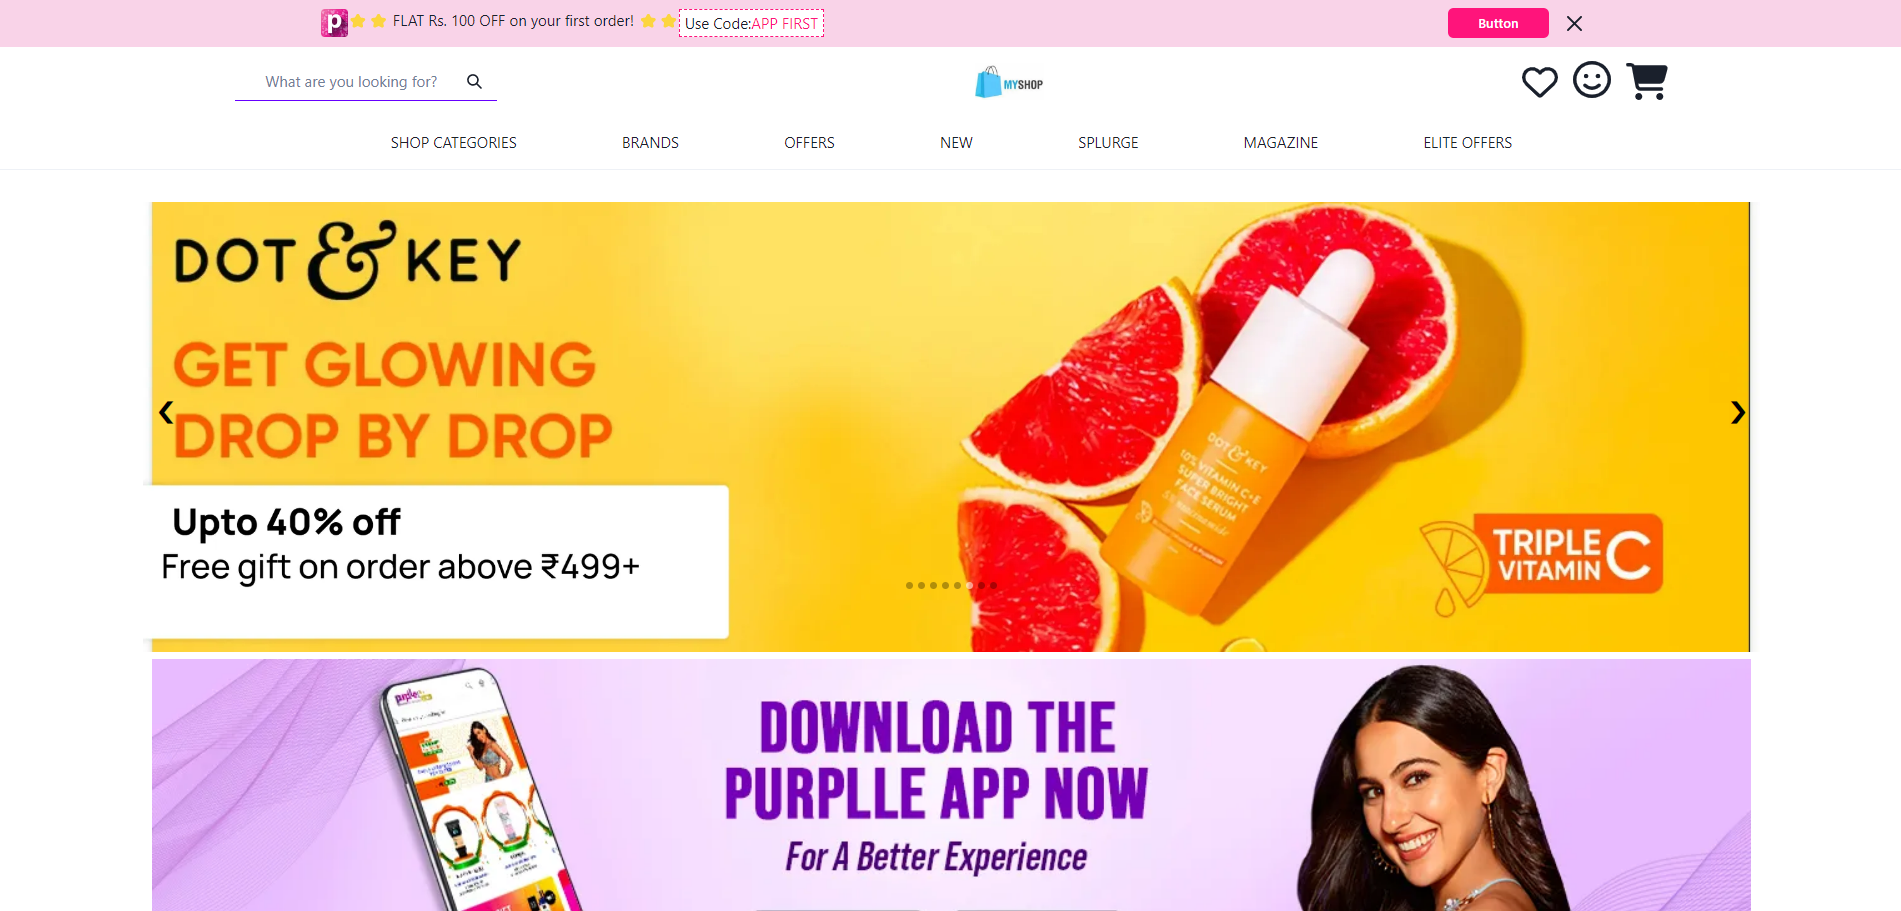 p FLAT Rs. 100 OFF on your first order! Use Code:APP FIRST Button
What are you looking for?
MYSHOP
SHOP CATEGORIES BRANDS OFFERS NEW SPLURGE MAGAZINE ELITE OFFERS
DOT & KEY
GET GLOWING
DROP BY DROP
Upto 40% off
Free gift on order above ₹499+
DOT & KEY
10% VITAMIN C+E
SUPER BRIGHT
FACE SERUM
TRIPLE
VITAMIN C
purplle
DOWNLOAD THE
PURPLLE APP NOW
For A Better Experience